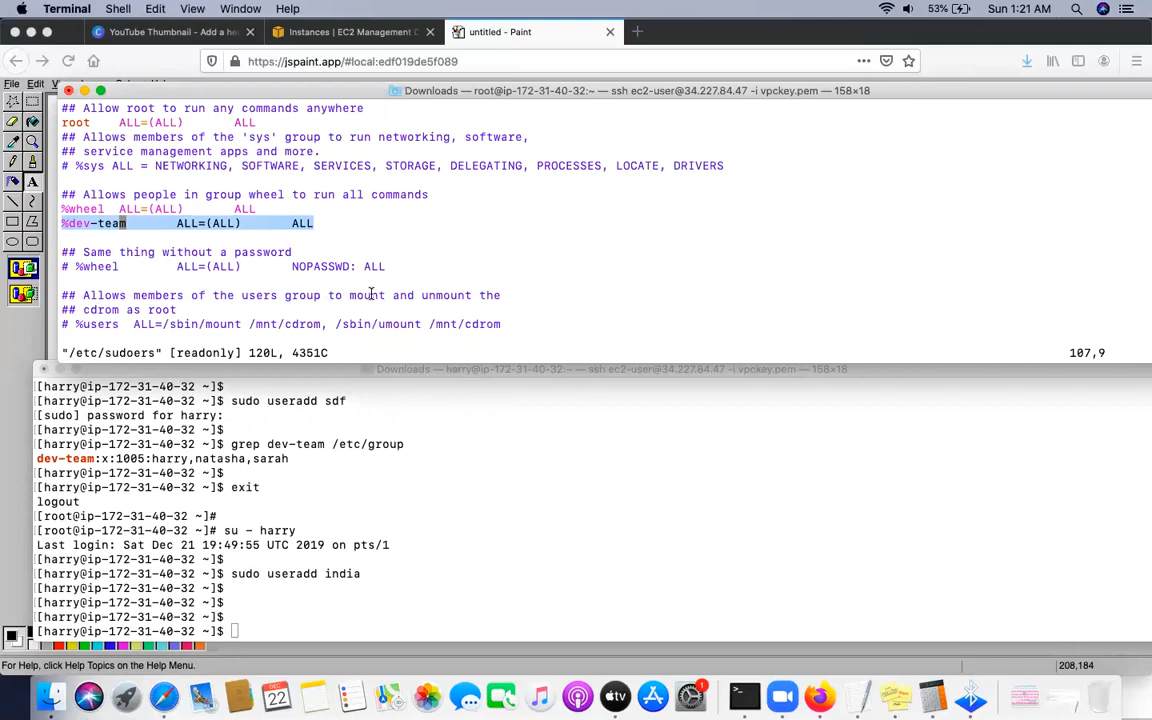 Terminal Shell Edit View Window Help 53% Sun 1:21 AM
YouTube Thumbnail - Add a he × Instances | EC2 Management C × untitled - Paint × +
https://jspaint.app/#local:edf019de5f089
File Edit
Downloads — root@ip-172-31-40-32:~ — ssh ec2-user@34.227.84.47 -i vpckey.pem — 158×18
## Allow root to run any commands anywhere
root ALL=(ALL) ALL
## Allows members of the 'sys' group to run networking, software,
## service management apps and more.
# %sys ALL = NETWORKING, SOFTWARE, SERVICES, STORAGE, DELEGATING, PROCESSES, LOCATE, DRIVERS
## Allows people in group wheel to run all commands
%wheel ALL=(ALL) ALL
%dev-team ALL=(ALL) ALL
## Same thing without a password
# %wheel ALL=(ALL) NOPASSWD: ALL
## Allows members of the users group to mount and unmount the
## cdrom as root
# %users ALL=/sbin/mount /mnt/cdrom, /sbin/umount /mnt/cdrom
"/etc/sudoers" [readonly] 120L, 4351C 107,9
Downloads — harry@ip-172-31-40-32:~ — ssh ec2-user@34.227.84.47 -i vpckey.pem — 158×18
[harry@ip-172-31-40-32 ~]$
[harry@ip-172-31-40-32 ~]$ sudo useradd sdf
[sudo] password for harry:
[harry@ip-172-31-40-32 ~]$
[harry@ip-172-31-40-32 ~]$ grep dev-team /etc/group
dev-team:x:1005:harry,natasha,sarah
[harry@ip-172-31-40-32 ~]$
[harry@ip-172-31-40-32 ~]$ exit
logout
[root@ip-172-31-40-32 ~]#
[root@ip-172-31-40-32 ~]# su - harry
Last login: Sat Dec 21 19:49:55 UTC 2019 on pts/1
[harry@ip-172-31-40-32 ~]$
[harry@ip-172-31-40-32 ~]$ sudo useradd india
[harry@ip-172-31-40-32 ~]$
[harry@ip-172-31-40-32 ~]$
[harry@ip-172-31-40-32 ~]$
[harry@ip-172-31-40-32 ~]$
For Help, click Help Topics on the Help Menu. 208,184
DEC
22
tv
1